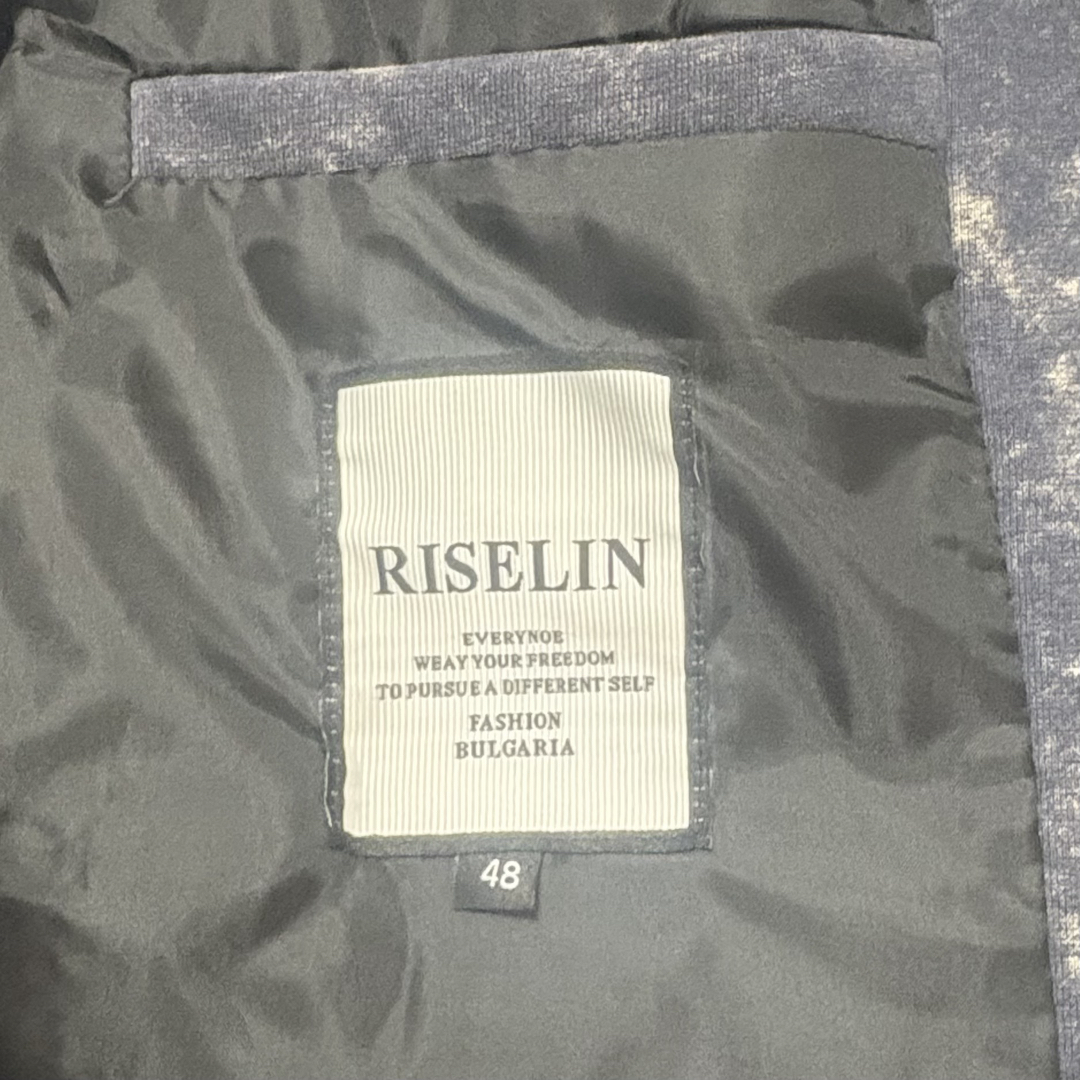 RISELIN
EVERYNOE
WEAY YOUR FREEDOM
TO PURSUE A DIFFERENT SELF
FASHION
BULGARIA
48